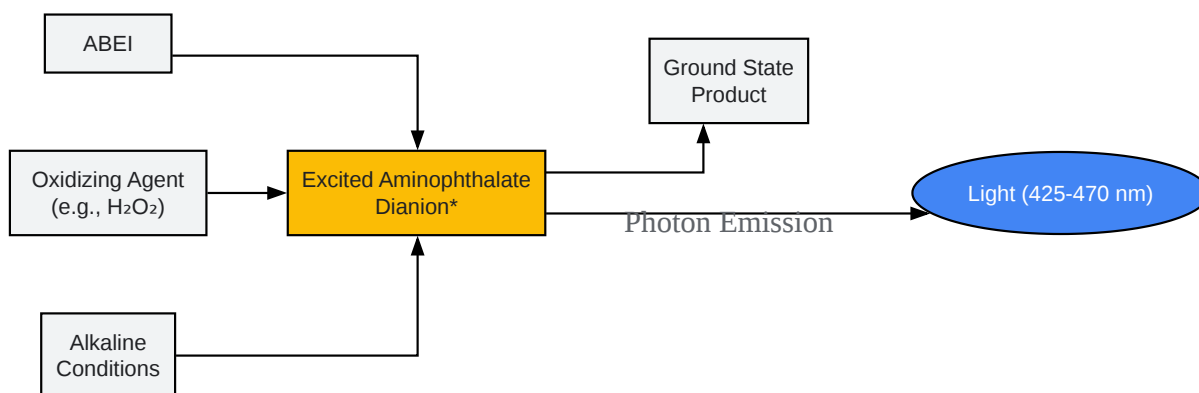 ABEI
Ground State
Product
Oxidizing Agent
(e.g., H₂O₂)
Excited Aminophthalate
Dianion*
Light (425-470 nm)
Photon Emission
Alkaline
Conditions